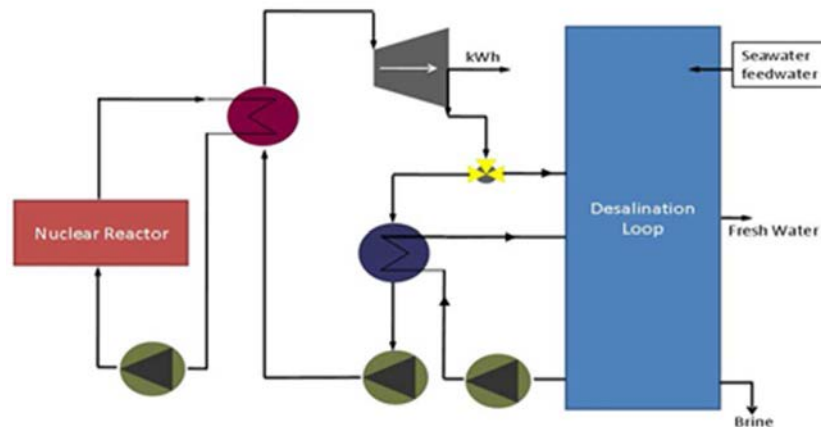 kWh
Seawater
feedwater
Nuclear Reactor
Desalination
Loop
Fresh Water
Brine